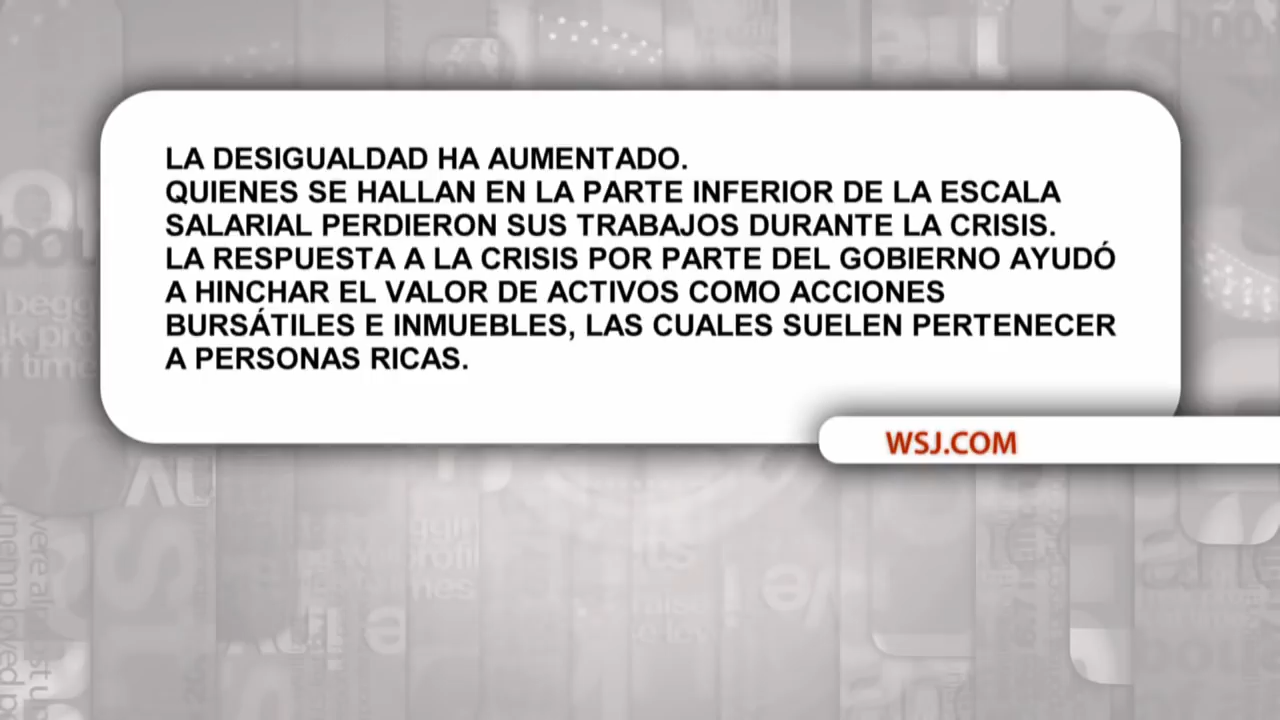 LA DESIGUALDAD HA AUMENTADO.
QUIENES SE HALLAN EN LA PARTE INFERIOR DE LA ESCALA
SALARIAL PERDIERON SUS TRABAJOS DURANTE LA CRISIS.
LA RESPUESTA A LA CRISIS POR PARTE DEL GOBIERNO AYUDÓ
A HINCHAR EL VALOR DE ACTIVOS COMO ACCIONES
BURSÁTILES E INMUEBLES, LAS CUALES SUELEN PERTENECER
A PERSONAS RICAS.
WSJ.COM